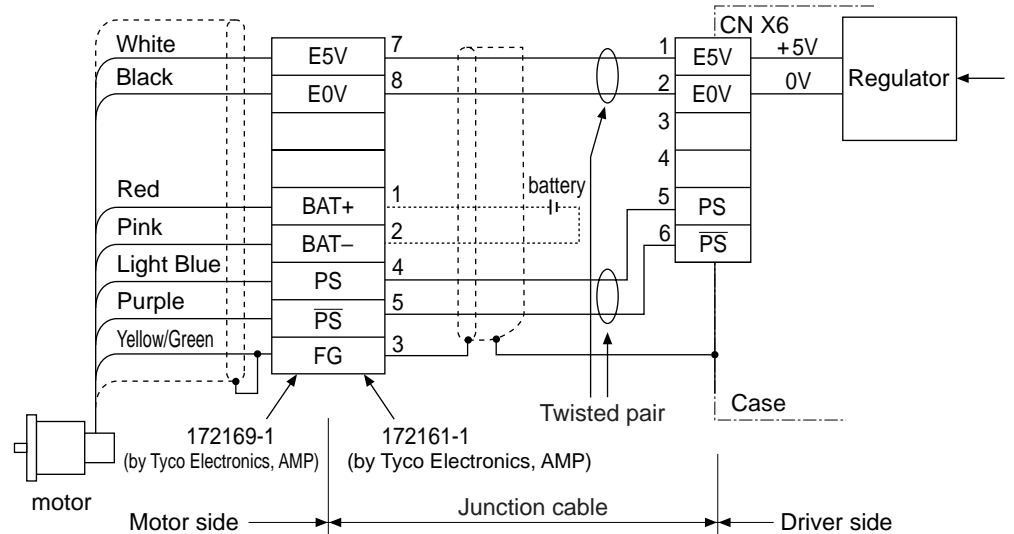 CN X6
White
E5V
7
1
E5V
+5V
Black
E0V
8
2
E0V
0V
Regulator
3
4
Red
BAT+
1
battery
5
PS
Pink
BAT–
2
6
PS
Light Blue
PS
4
Purple
PS
5
Yellow/Green
FG
3
Twisted pair
Case
172169-1
(by Tyco Electronics, AMP)
172161-1
(by Tyco Electronics, AMP)
motor
Motor side
Junction cable
Driver side